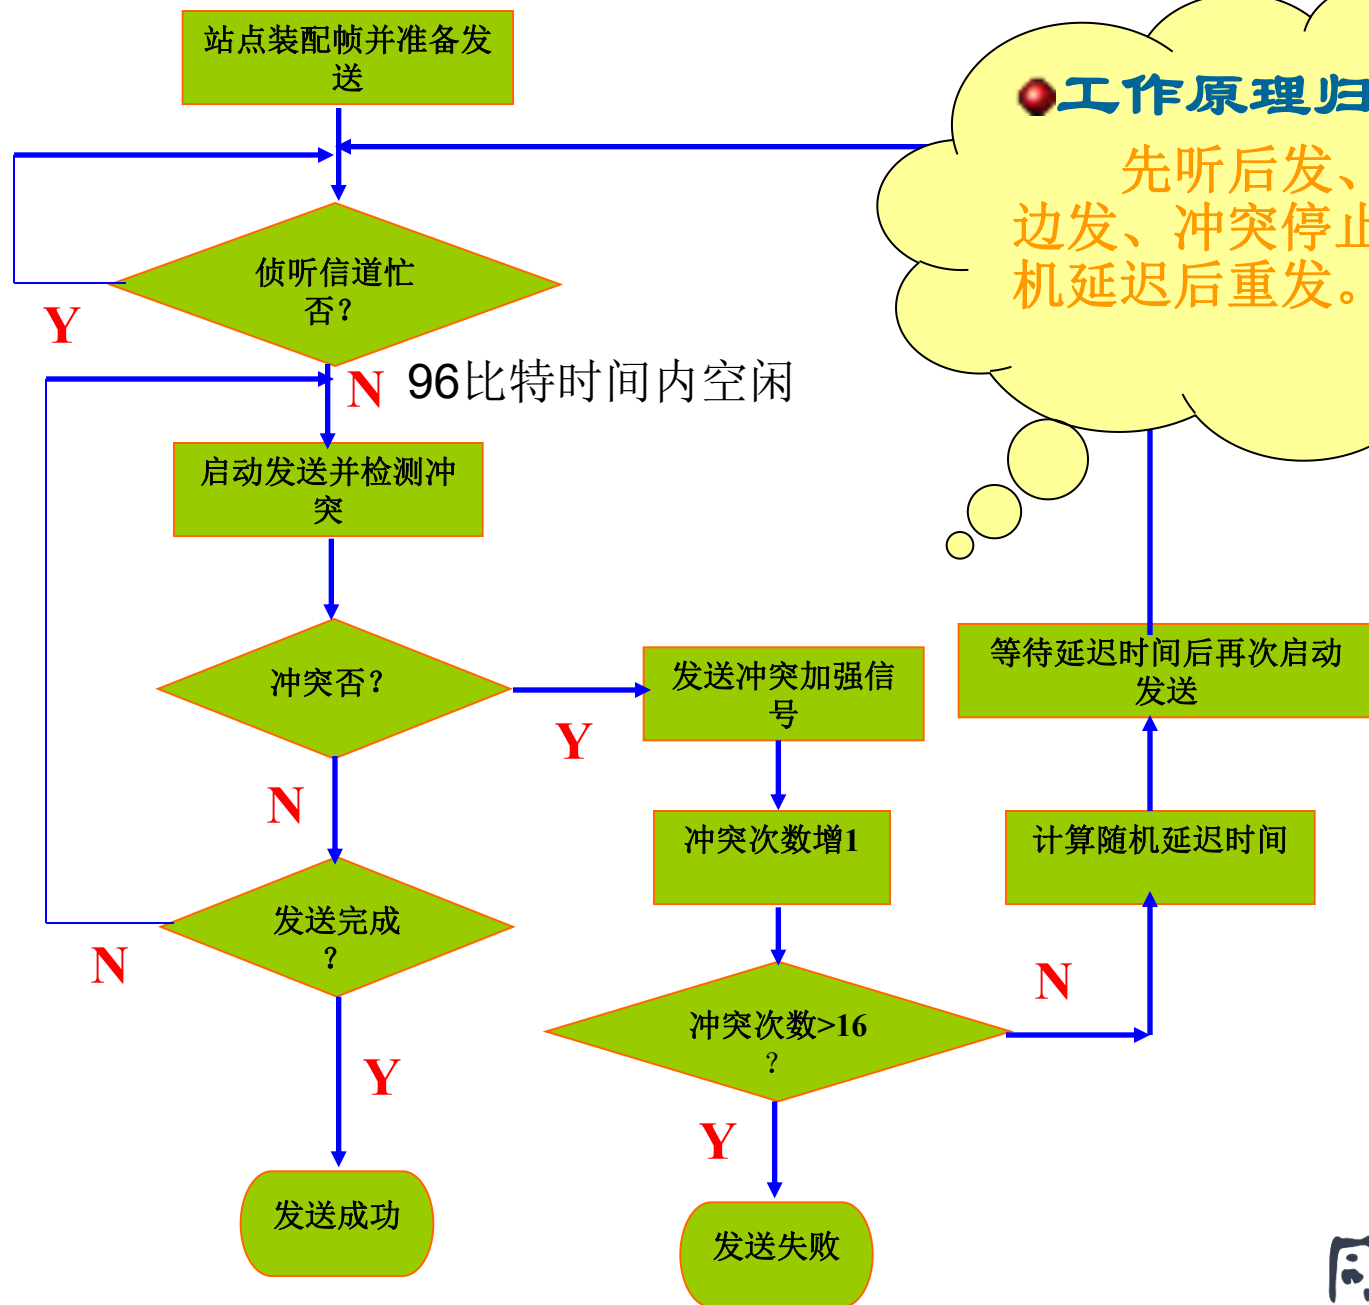 站点装配帧并准备发
送
工作原理归
先听后发、
边发、冲突停止
机延迟后重发。
侦听信道忙
否？
Y
N
96比特时间内空闲
启动发送并检测冲
突
冲突否？
Y
N
发送冲突加强信
号
等待延迟时间后再次启动
发送
冲突次数增1
计算随机延迟时间
发送完成
？
N
Y
冲突次数>16
？
N
Y
发送成功
发送失败